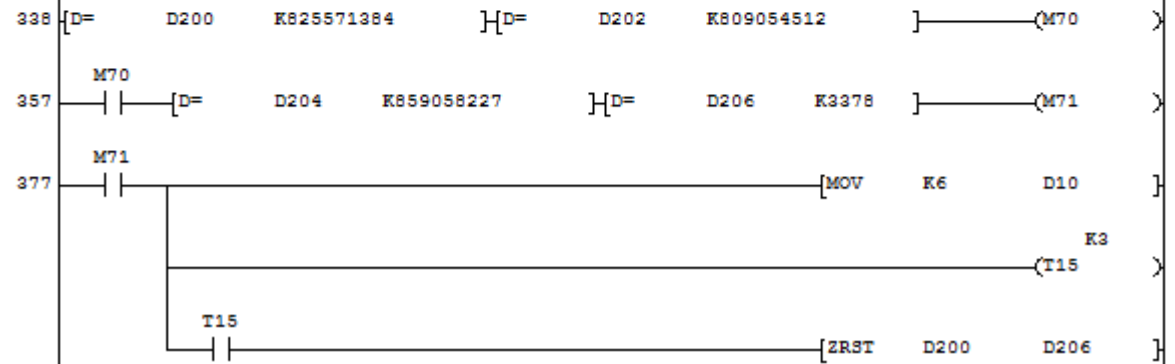 338 [D= D200 K825571384 ]-[D= D202 K809054512 ] (M70 )
M70
357 [D= D204 K859058227 ]-[D= D206 K3378 ] (M71 )
M71
377 [MOV K6 D10 ]
K3
(T15 )
T15
[ZRST D200 D206 ]